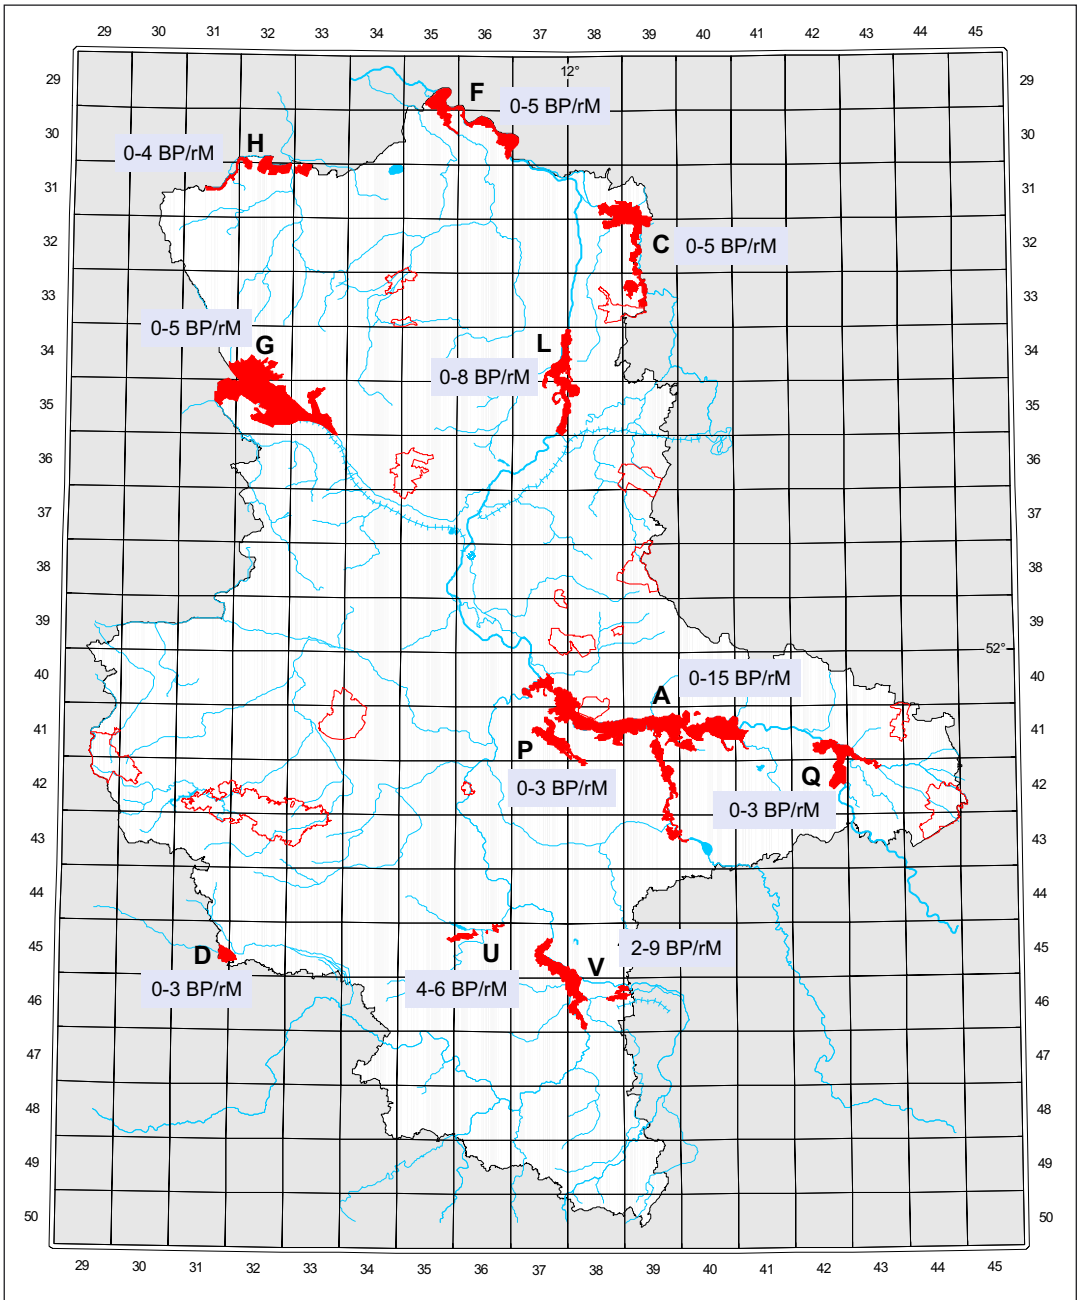 29 30 31 32 33 34 35 36 37 38 39 40 41 42 43 44 45
12°
29 29
F
0-5 BP/rM
30 30
H
0-4 BP/rM
31 31
32 32
C 0-5 BP/rM
33 33
0-5 BP/rM
G
L
34 34
0-8 BP/rM
35 35
36 36
37 37
38 38
39 39
52°
40 40
0-15 BP/rM
A
41 41
P
Q
42 42
0-3 BP/rM
0-3 BP/rM
43 43
44 44
45 45
D
U
V
2-9 BP/rM
0-3 BP/rM
4-6 BP/rM
46 46
47 47
48 48
49 49
50 50
29 30 31 32 33 34 35 36 37 38 39 40 41 42 43 44 45